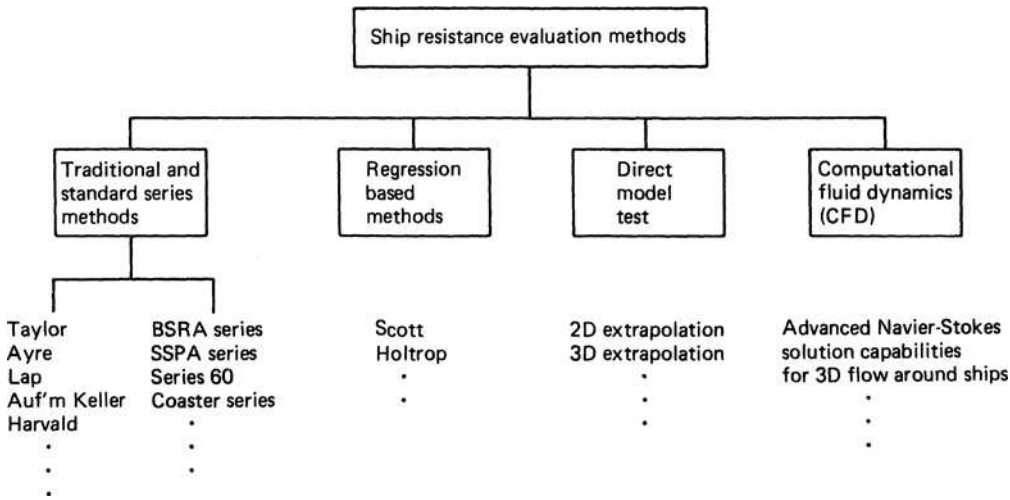 Ship resistance evaluation methods
Traditional and
standard series
methods
Regression
based
methods
Direct
model
test
Computational
fluid dynamics
(CFD)
Taylor
Ayre
Lap
Auf'm Keller
Harvald
BSRA series
SSPA series
Series 60
Coaster series
Scott
Holtrop
2D extrapolation
3D extrapolation
Advanced Navier-Stokes
solution capabilities
for 3D flow around ships